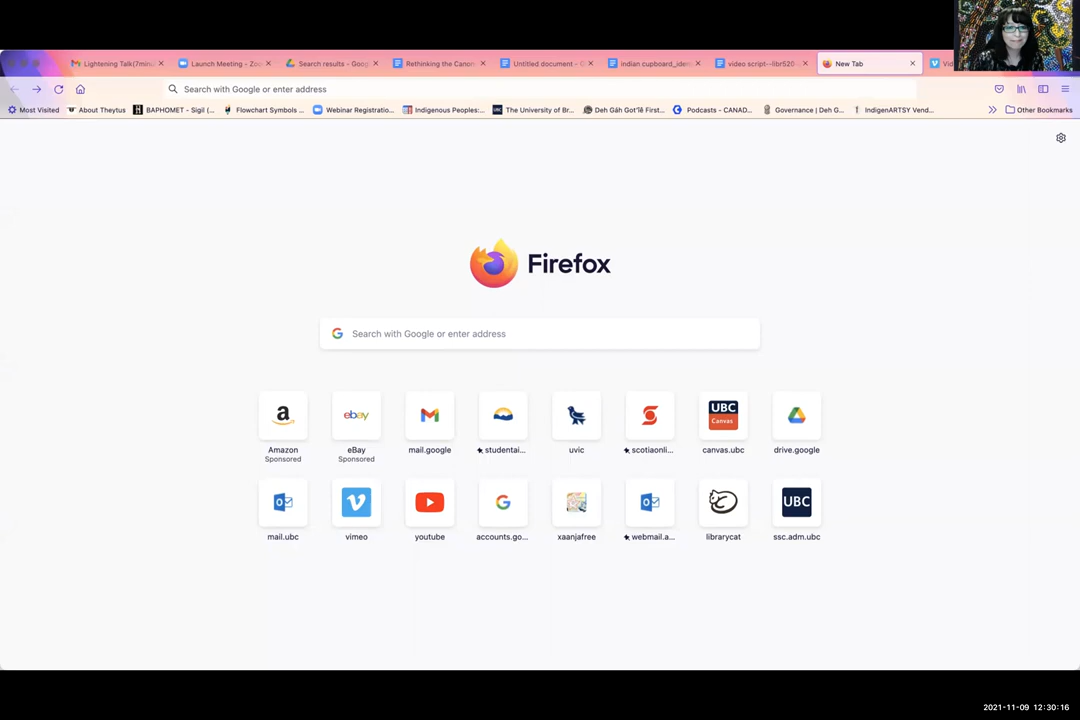 Lightening Talk(7minu
Launch Meeting - Zoo
Search results - Goog
Rethinking the Canon
Untitled document - G
indian cupboard_iden
video script--libr520
New Tab
Vid
Search with Google or enter address
Most Visited
About Theytus
BAPHOMET - Sigil (...
Flowchart Symbols ...
Webinar Registratio...
Indigenous Peoples:...
The University of Br...
Deh Gáh Got'îê First...
Podcasts - CANAD...
Governance | Deh G...
IndigenARTSY Vend...
Other Bookmarks
Firefox
Search with Google or enter address
Amazon
Sponsored
eBay
Sponsored
mail.google
studentai...
uvic
scotiaonli...
canvas.ubc
drive.google
mail.ubc
vimeo
youtube
accounts.go...
xaanjafree
webmail.a...
librarycat
ssc.adm.ubc
ebay
UBC
Canvas
UBC
2021-11-09 12:30:16